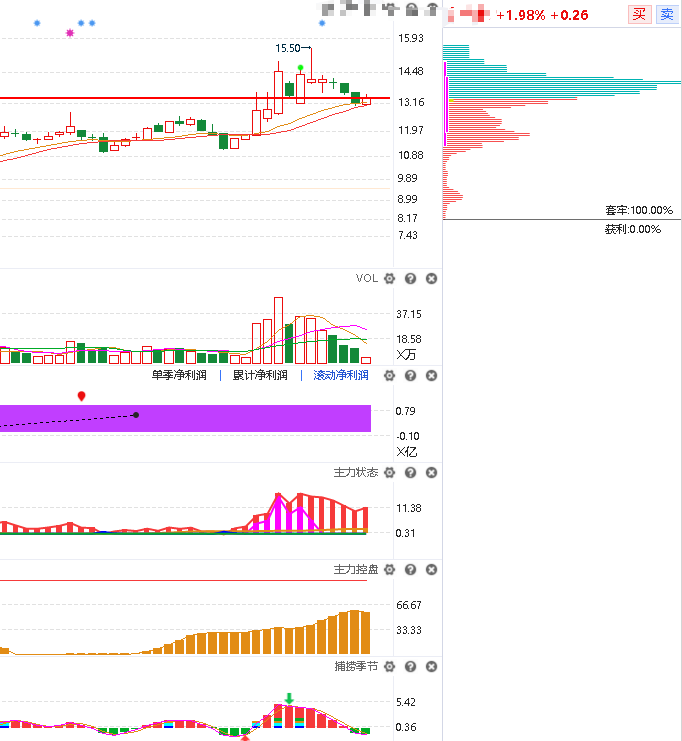 +1.98% +0.26
买 卖
15.50
15.93
14.48
13.16
11.97
10.88
9.89
8.99
8.17
7.43
套牢:100.00%
获利:0.00%
VOL
37.15
18.58
X万
单季净利润 | 累计净利润 | 滚动净利润
0.79
-0.10
X亿
主力状态
11.38
0.31
主力控盘
66.67
33.33
捕捞季节
5.42
0.36